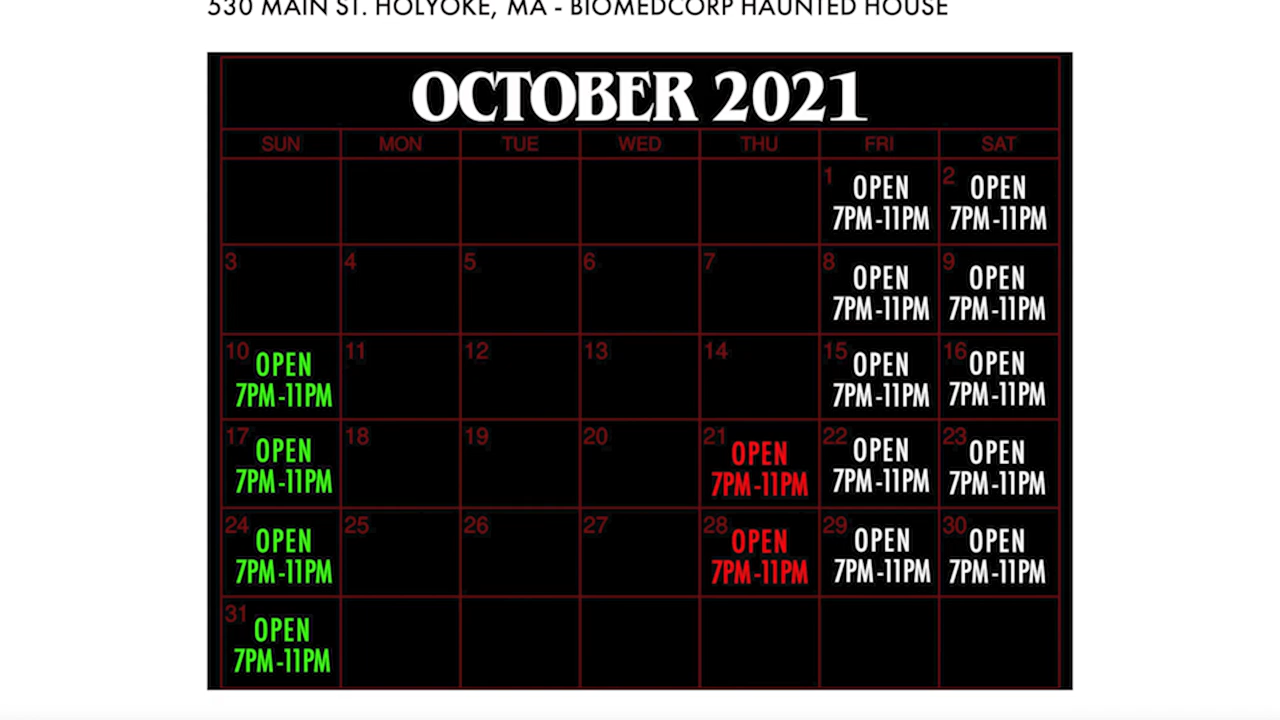 530 MAIN ST. HOLYOKE, MA - BIOMEDCORP HAUNTED HOUSE
OCTOBER 2021
SUN MON TUE WED THU FRI SAT
1 OPEN 7PM-11PM
2 OPEN 7PM-11PM
3
4
5
6
7
8 OPEN 7PM-11PM
9 OPEN 7PM-11PM
10 OPEN 7PM-11PM
11
12
13
14
15 OPEN 7PM-11PM
16 OPEN 7PM-11PM
17 OPEN 7PM-11PM
18
19
20
21 OPEN 7PM-11PM
22 OPEN 7PM-11PM
23 OPEN 7PM-11PM
24 OPEN 7PM-11PM
25
26
27
28 OPEN 7PM-11PM
29 OPEN 7PM-11PM
30 OPEN 7PM-11PM
31 OPEN 7PM-11PM